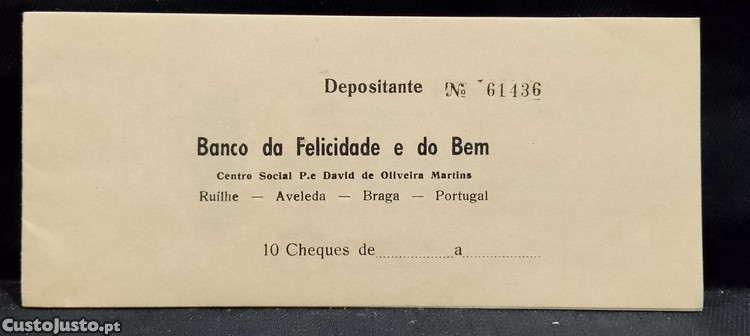 Depositante Nº 61436
Banco da Felicidade e do Bem
Centro Social P.e David de Oliveira Martins
Ruílhe — Aveleda — Braga — Portugal
10 Cheques de....................a....................
CustoJusto.pt